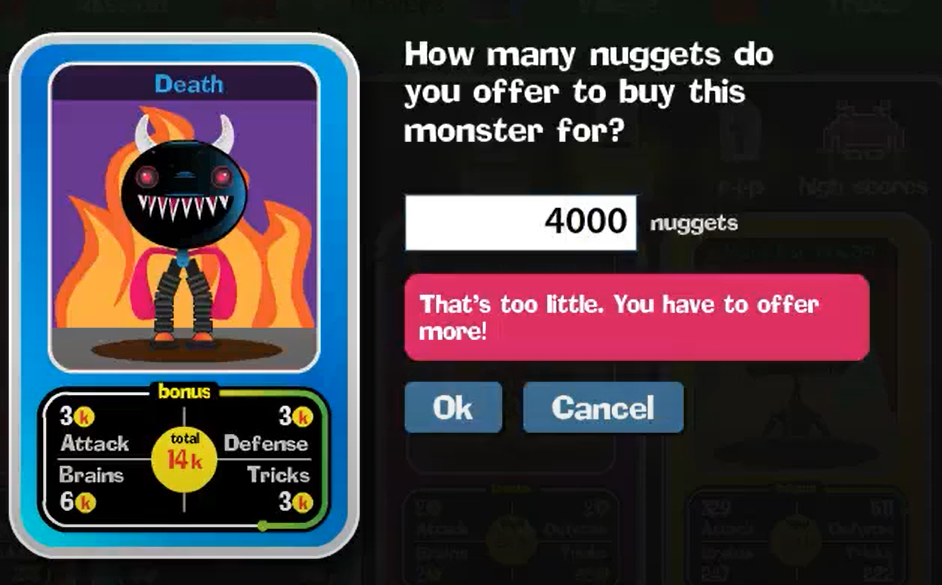 Death
How many nuggets do
you offer to buy this
monster for?
4000 nuggets
That's too little. You have to offer
more!
Ok Cancel
bonus
3k 3k
Attack total Defense
14k
Brains Tricks
6k 3k
r-i-p high scores